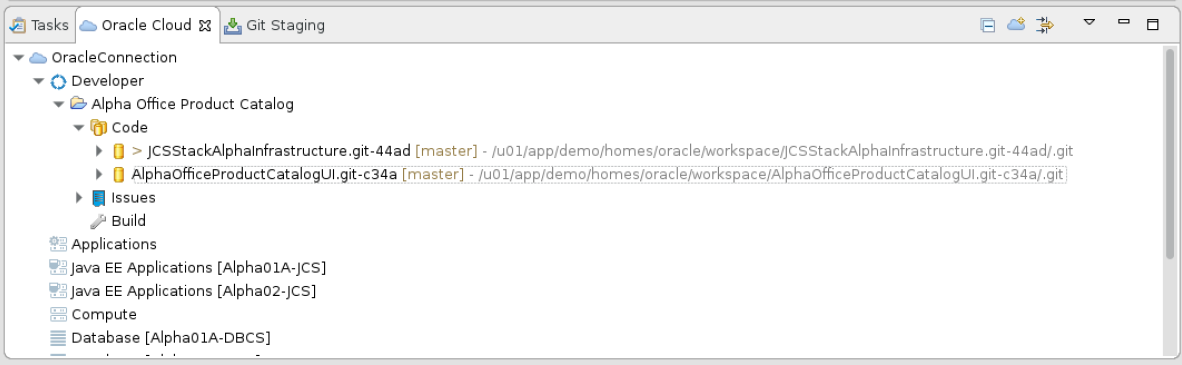 Tasks Oracle Cloud Git Staging
OracleConnection
Developer
Alpha Office Product Catalog
Code
> JCSStackAlphaInfrastructure.git-44ad [master] - /u01/app/demo/homes/oracle/workspace/JCSStackAlphaInfrastructure.git-44ad/.git
AlphaOfficeProductCatalogUI.git-c34a [master] - /u01/app/demo/homes/oracle/workspace/AlphaOfficeProductCatalogUI.git-c34a/.git
Issues
Build
Applications
Java EE Applications [Alpha01A-JCS]
Java EE Applications [Alpha02-JCS]
Compute
Database [Alpha01A-DBCS]